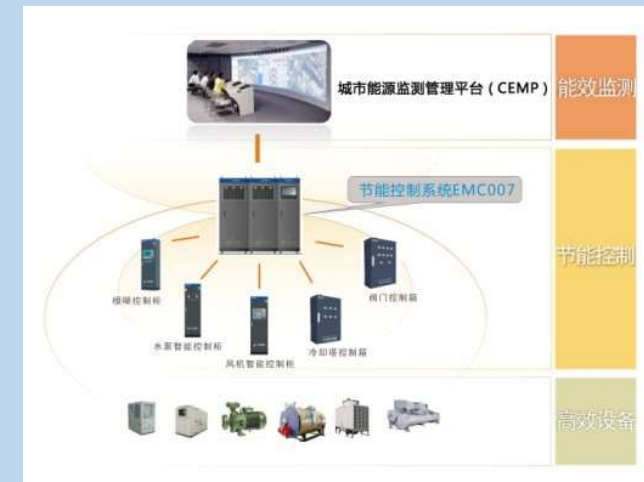 城市能源监测管理平台（CEMP）
能效监测
节能控制系统EMC007
节能控制
模糊控制柜
阀门控制箱
水泵智能控制柜
冷却塔控制箱
风机智能控制柜
高效设备